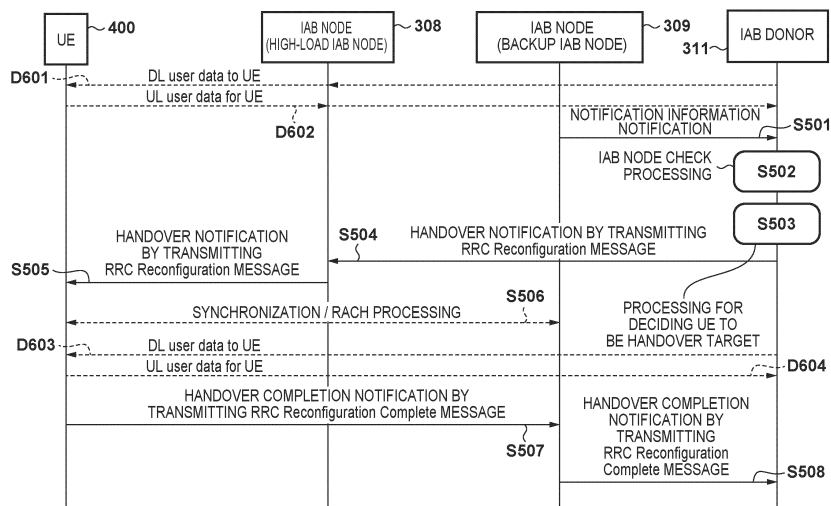 UE
400
IAB NODE
(HIGH-LOAD IAB NODE)
308
IAB NODE
(BACKUP IAB NODE)
309
IAB DONOR
311
D601
DL user data to UE
UL user data for UE
D602
NOTIFICATION INFORMATION
NOTIFICATION
S501
IAB NODE CHECK
PROCESSING
S502
S503
HANDOVER NOTIFICATION
BY TRANSMITTING
RRC Reconfiguration MESSAGE
S504
HANDOVER NOTIFICATION BY TRANSMITTING
RRC Reconfiguration MESSAGE
S505
SYNCHRONIZATION / RACH PROCESSING
S506
PROCESSING FOR
DECIDING UE TO
BE HANDOVER TARGET
D603
DL user data to UE
UL user data for UE
D604
HANDOVER COMPLETION NOTIFICATION BY
TRANSMITTING RRC Reconfiguration Complete MESSAGE
S507
HANDOVER COMPLETION
NOTIFICATION BY
TRANSMITTING
RRC Reconfiguration
Complete MESSAGE
S508